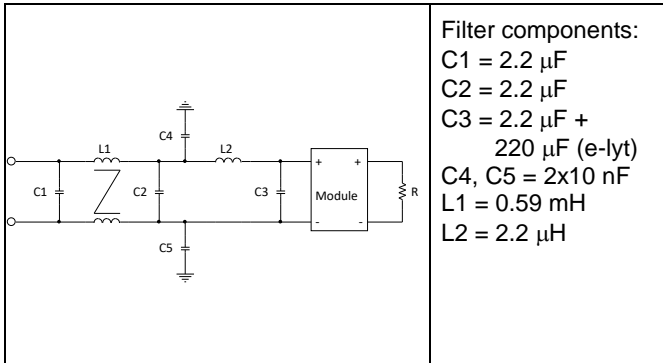 C4
L1
L2
C1
C2
C3
+
+
Module
R
-
-
C5
Filter components:
C1 = 2.2 μF
C2 = 2.2 μF
C3 = 2.2 μF +
220 μF (e-lyt)
C4, C5 = 2x10 nF
L1 = 0.59 mH
L2 = 2.2 μH